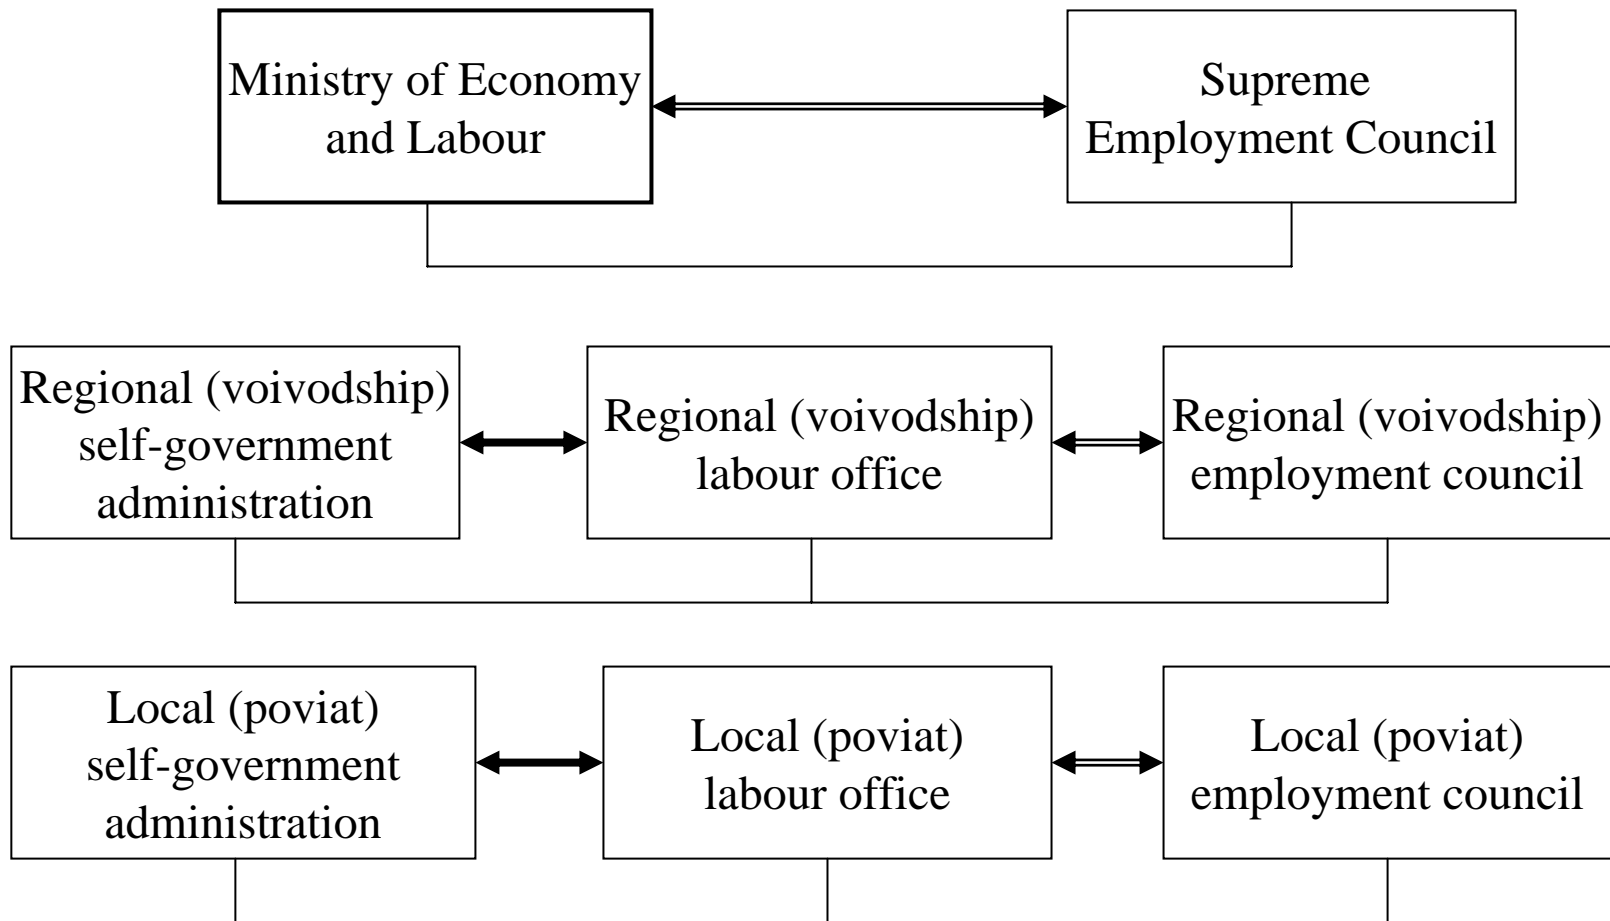 Ministry of Economy
and Labour
Supreme
Employment Council
Regional (voivodship)
self-government
administration
Regional (voivodship)
labour office
Regional (voivodship)
employment council
Local (poviat)
self-government
administration
Local (poviat)
labour office
Local (poviat)
employment council